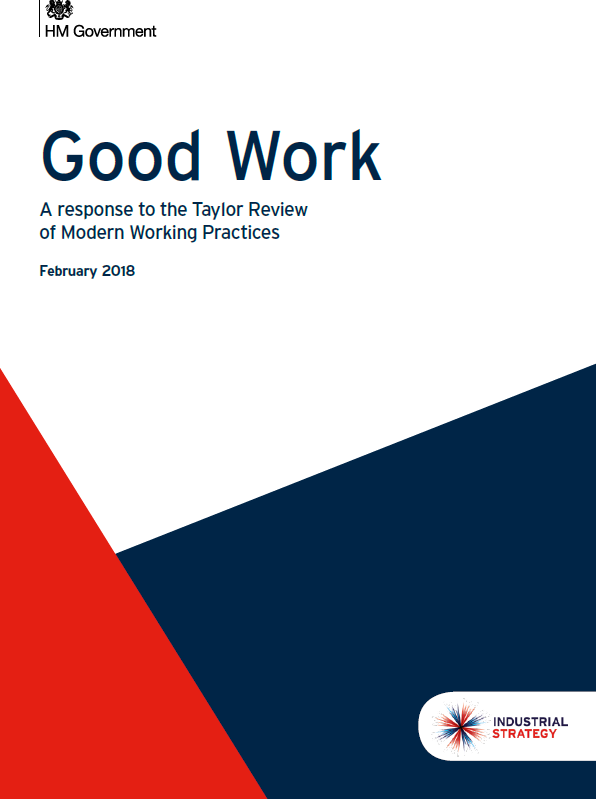 HM Government
Good Work
A response to the Taylor Review
of Modern Working Practices
February 2018
INDUSTRIAL
STRATEGY